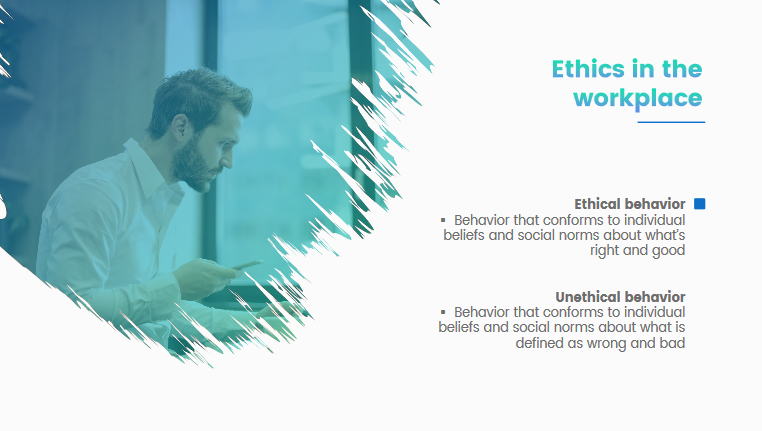 Ethics in the
workplace
Ethical behavior
▪ Behavior that conforms to individual
beliefs and social norms about what's
right and good
Unethical behavior
▪ Behavior that conforms to individual
beliefs and social norms about what is
defined as wrong and bad